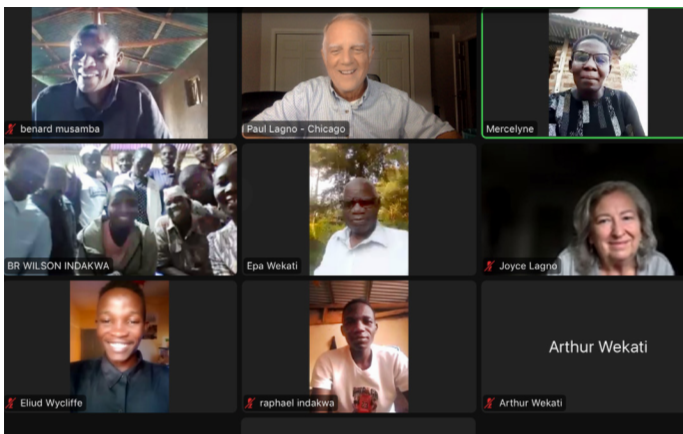 benard musamba
Paul Lagno - Chicago
Mercelyne
BR WILSON INDAKWA
Epa Wekati
Joyce Lagno
Eliud Wycliffe
raphael indakwa
Arthur Wekati
Arthur Wekati